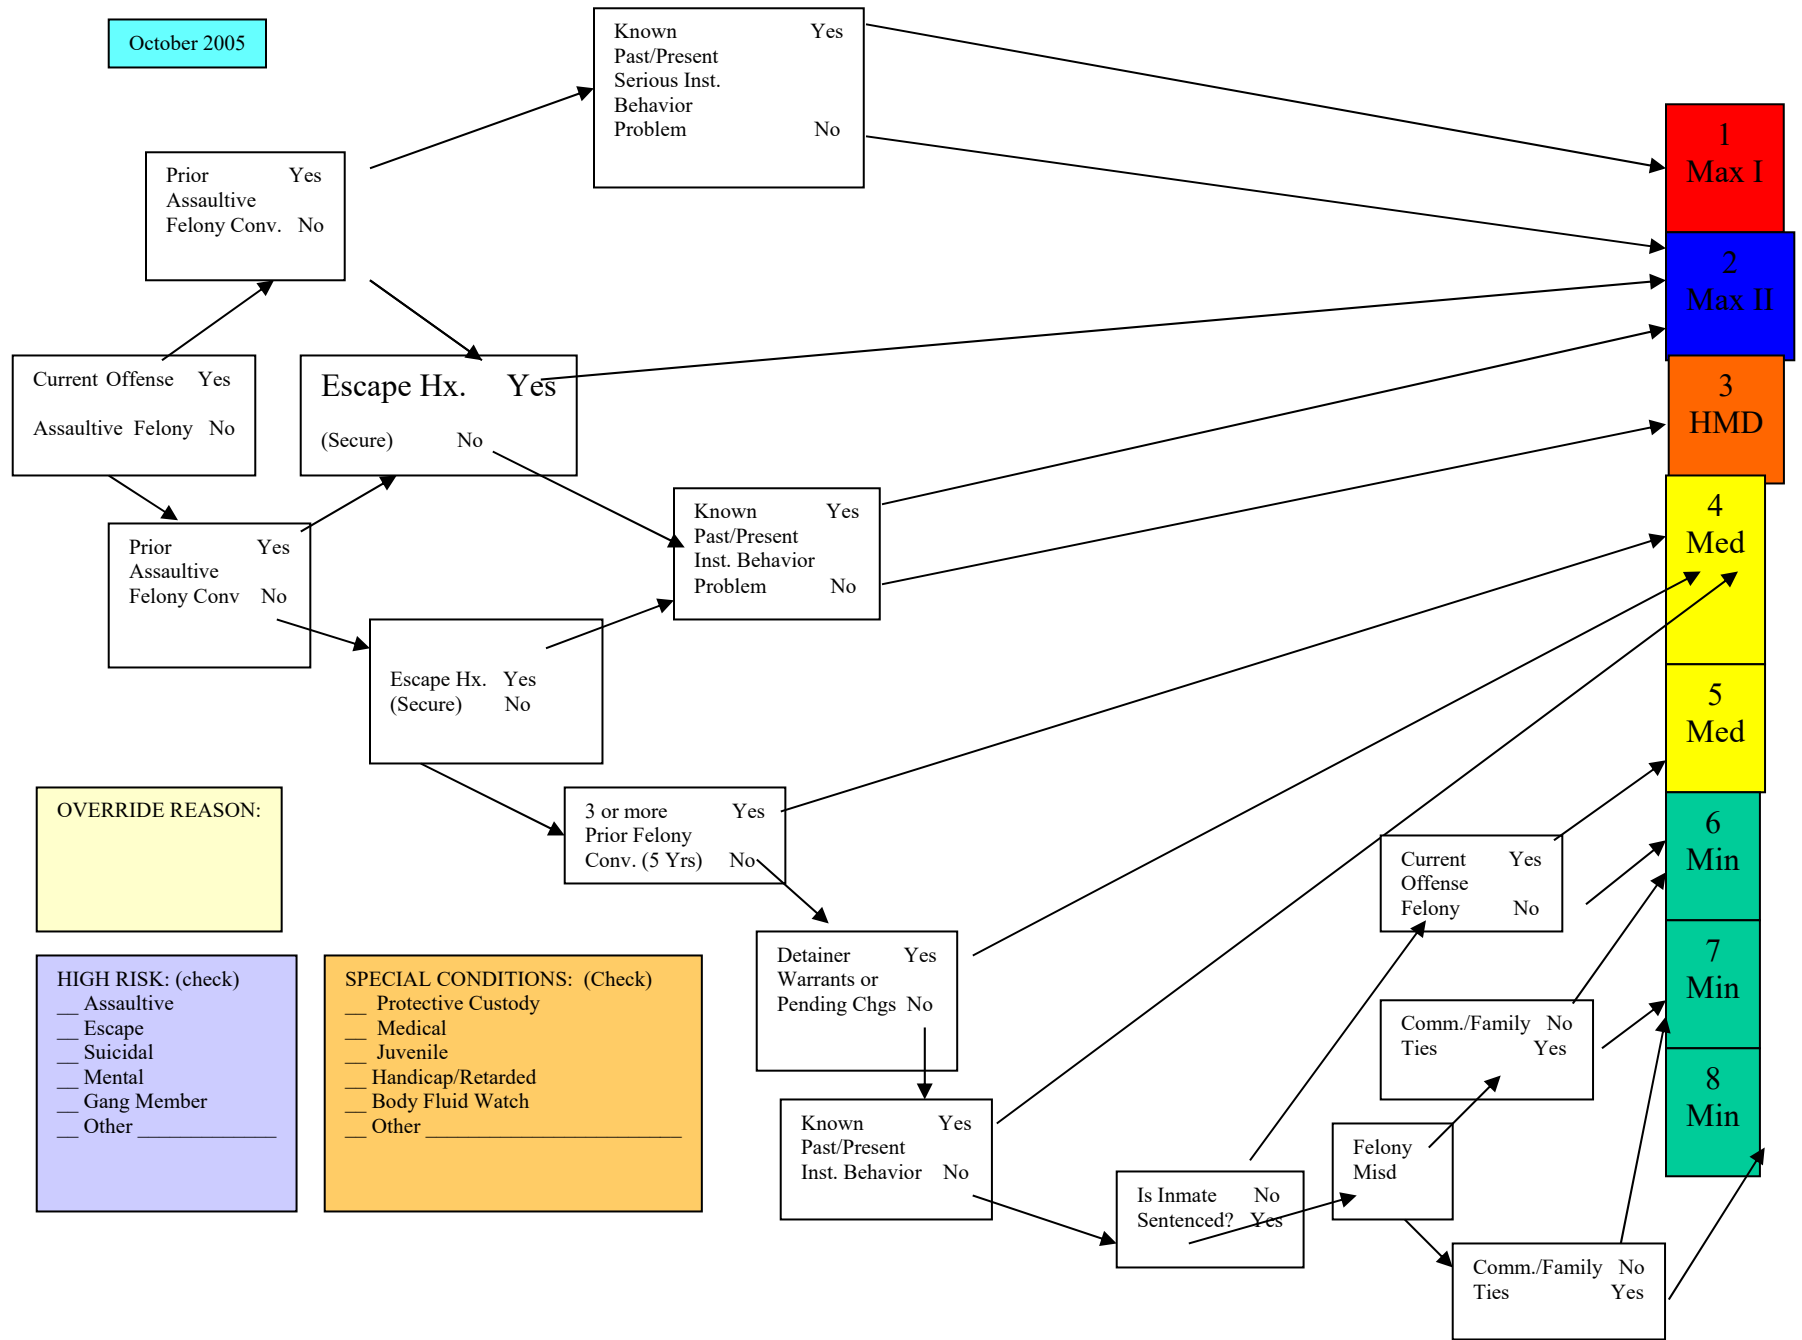 October 2005
Known Yes
Past/Present
Serious Inst.
Behavior
Problem No
1
Max I
Prior Yes
Assaultive
Felony Conv. No
2
Max II
Current Offense Yes
Assaultive Felony No
Escape Hx. Yes
(Secure) No
3
HMD
Known Yes
Past/Present
Inst. Behavior
Problem No
4
Med
Prior Yes
Assaultive
Felony Conv No
Escape Hx. Yes
(Secure) No
5
Med
OVERRIDE REASON:
3 or more Yes
Prior Felony
Conv. (5 Yrs) No
6
Min
Current Yes
Offense
Felony No
HIGH RISK: (check)
__ Assaultive
__ Escape
__ Suicidal
__ Mental
__ Gang Member
__ Other _____________
SPECIAL CONDITIONS: (Check)
__ Protective Custody
__ Medical
__ Juvenile
__ Handicap/Retarded
__ Body Fluid Watch
__ Other ________________________
Detainer Yes
Warrants or
Pending Chgs No
7
Min
Comm./Family No
Ties Yes
8
Min
Known Yes
Past/Present
Inst. Behavior No
Felony
Misd
Is Inmate No
Sentenced? Yes
Comm./Family No
Ties Yes